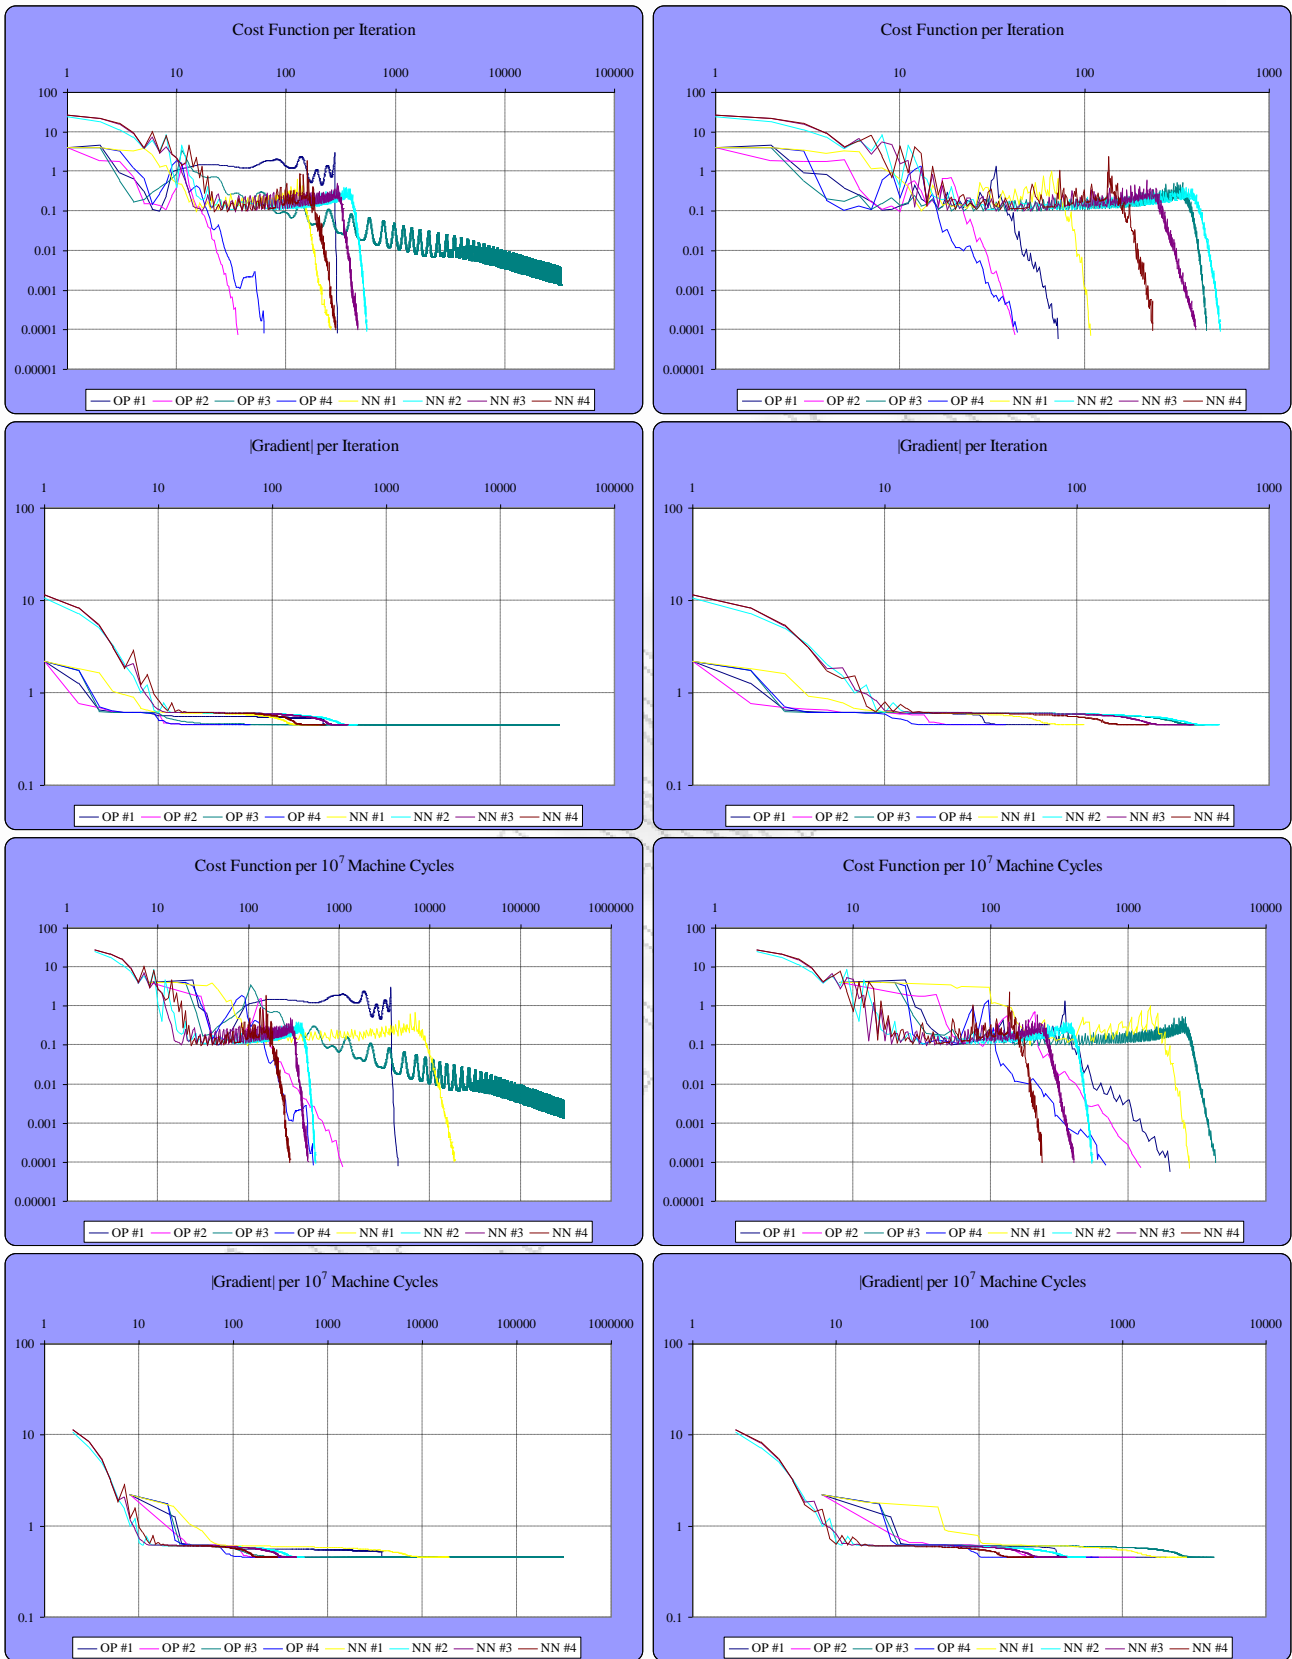 Cost Function per Iteration
1 10 100 1000 10000 100000
100
10
1
0.1
0.01
0.001
0.0001
0.00001
OP #1 OP #2 OP #3 OP #4 NN #1 NN #2 NN #3 NN #4
Cost Function per Iteration
1 10 100 1000
100
10
1
0.1
0.01
0.001
0.0001
0.00001
OP #1 OP #2 OP #3 OP #4 NN #1 NN #2 NN #3 NN #4
|Gradient| per Iteration
1 10 100 1000 10000 100000
100
10
1
0.1
OP #1 OP #2 OP #3 OP #4 NN #1 NN #2 NN #3 NN #4
|Gradient| per Iteration
1 10 100 1000
100
10
1
0.1
OP #1 OP #2 OP #3 OP #4 NN #1 NN #2 NN #3 NN #4
Cost Function per 10⁷ Machine Cycles
1 10 100 1000 10000 100000 1000000
100
10
1
0.1
0.01
0.001
0.0001
0.00001
OP #1 OP #2 OP #3 OP #4 NN #1 NN #2 NN #3 NN #4
Cost Function per 10⁷ Machine Cycles
1 10 100 1000 10000
100
10
1
0.1
0.01
0.001
0.0001
0.00001
OP #1 OP #2 OP #3 OP #4 NN #1 NN #2 NN #3 NN #4
|Gradient| per 10⁷ Machine Cycles
1 10 100 1000 10000 100000 1000000
100
10
1
0.1
OP #1 OP #2 OP #3 OP #4 NN #1 NN #2 NN #3 NN #4
|Gradient| per 10⁷ Machine Cycles
1 10 100 1000 10000
100
10
1
0.1
OP #1 OP #2 OP #3 OP #4 NN #1 NN #2 NN #3 NN #4